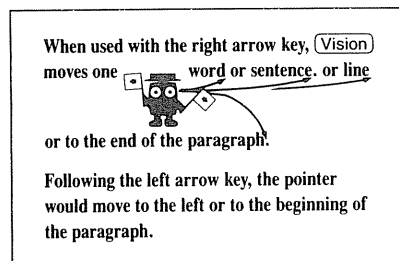 When used with the right arrow key, Vision
moves one word or sentence. or line
or to the end of the paragraph.
Following the left arrow key, the pointer
would move to the left or to the beginning of
the paragraph.